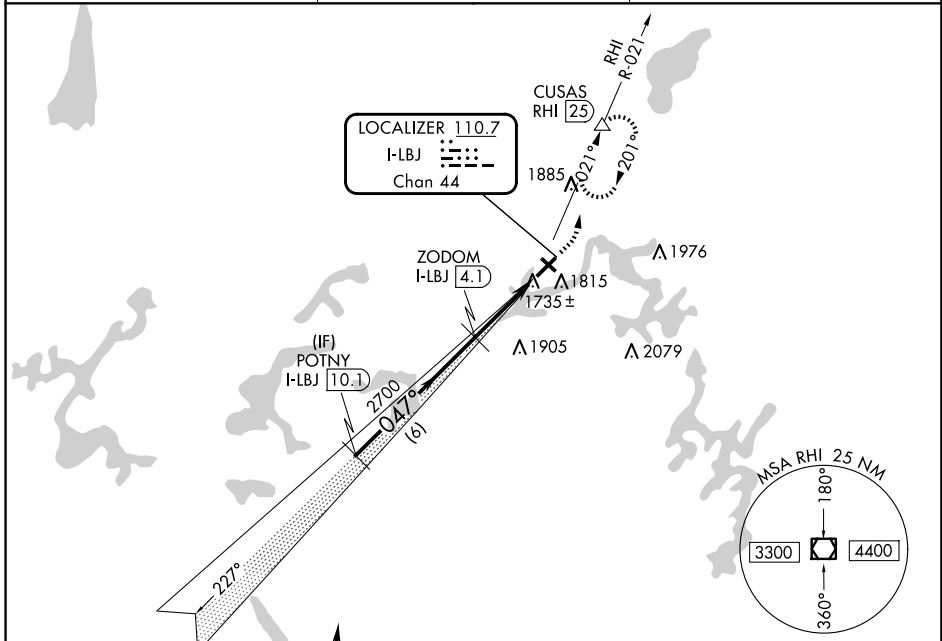 RHI
R-021
CUSAS
RHI 25
LOCALIZER 110.7
I-LBJ
Chan 44
1885
021°
201°
ZODOM
I-LBJ 4.1
1976
1815
1735±
(IF)
POTNY
I-LBJ 10.1
1905
2079
2700
047°
(6)
MSA RHI 25 NM
180°
3300
4400
360°
227°